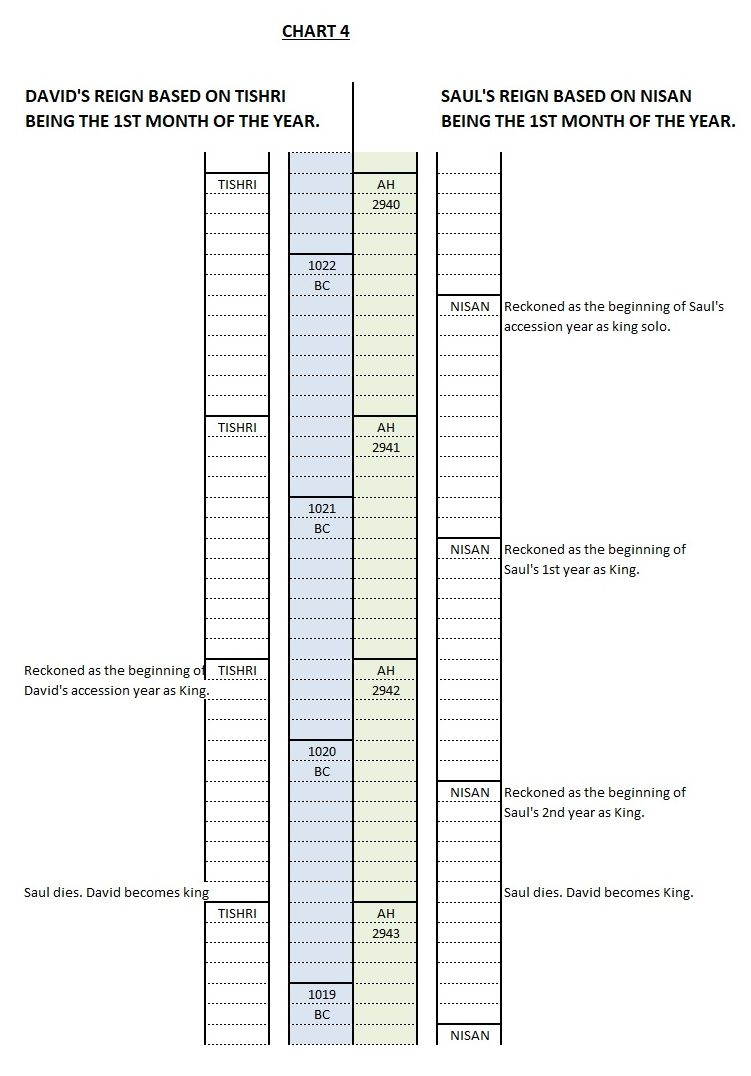 CHART 4
DAVID'S REIGN BASED ON TISHRI
BEING THE 1ST MONTH OF THE YEAR.
SAUL'S REIGN BASED ON NISAN
BEING THE 1ST MONTH OF THE YEAR.
TISHRI
AH
2940
1022
BC
NISAN
Reckoned as the beginning of Saul's
accession year as king solo.
TISHRI
AH
2941
1021
BC
NISAN
Reckoned as the beginning of
Saul's 1st year as King.
Reckoned as the beginning of
David's accession year as King.
TISHRI
AH
2942
1020
BC
NISAN
Reckoned as the beginning of
Saul's 2nd year as King.
Saul dies. David becomes king
Saul dies. David becomes King.
TISHRI
AH
2943
1019
BC
NISAN